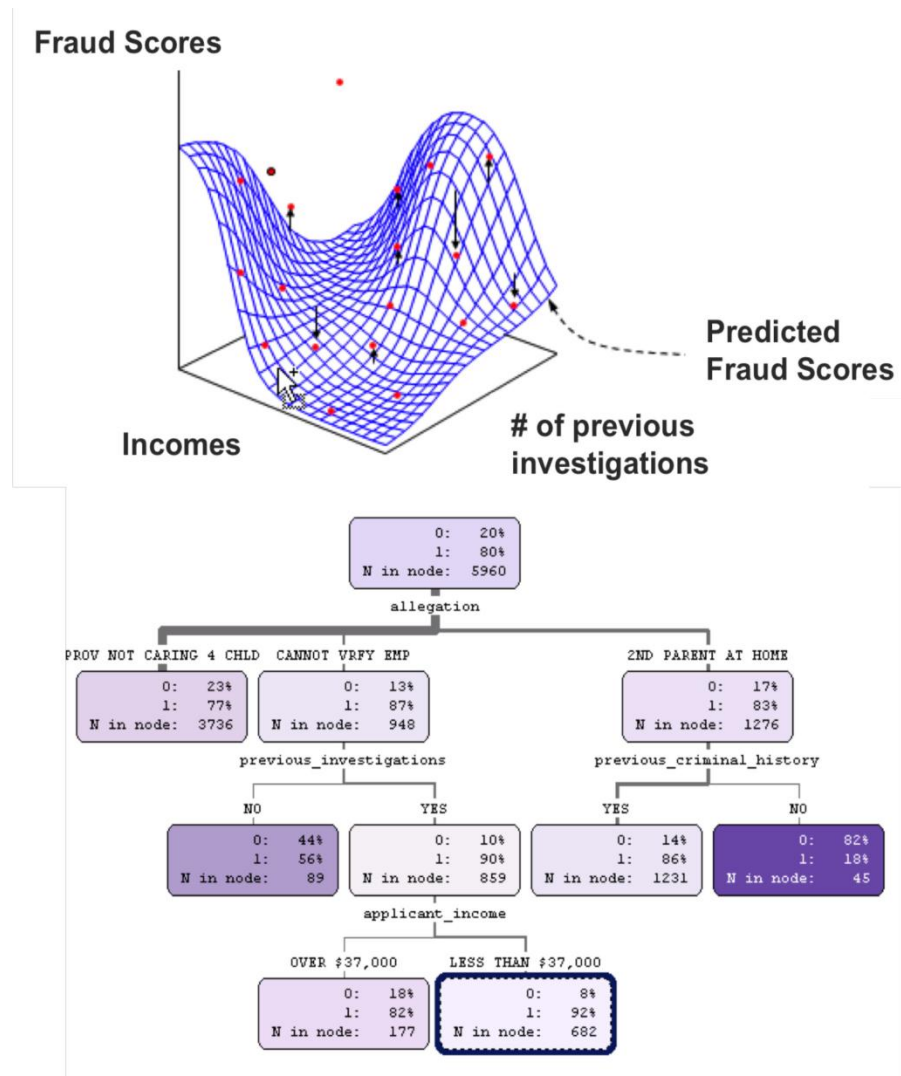 Fraud Scores
Predicted
Fraud Scores
Incomes
# of previous
investigations
0: 20%
1: 80%
N in node: 5960
allegation
PROV NOT CARING 4 CHLD CANNOT VRFY EMP 2ND PARENT AT HOME
0: 23% 0: 13% 0: 17%
1: 77% 1: 87% 1: 83%
N in node: 3736 N in node: 948 N in node: 1276
previous_investigations previous_criminal_history
NO YES YES NO
0: 44% 0: 10% 0: 14% 0: 82%
1: 56% 1: 90% 1: 86% 1: 18%
N in node: 89 N in node: 859 N in node: 1231 N in node: 45
applicant_income
OVER $37,000 LESS THAN $37,000
0: 18% 0: 8%
1: 82% 1: 92%
N in node: 177 N in node: 682